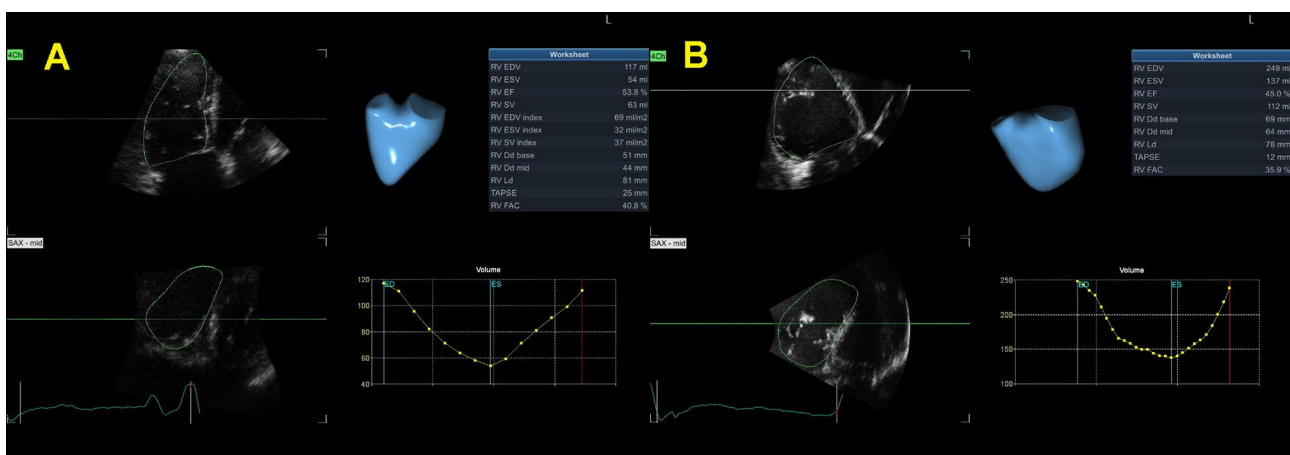 L
4Ch
A
Worksheet
RV EDV 117 ml
RV ESV 54 ml
RV EF 53.8 %
RV SV 63 ml
RV EDV index 69 ml/m2
RV ESV index 32 ml/m2
RV SV index 37 ml/m2
RV Dd base 51 mm
RV Dd mid 44 mm
RV Ld 81 mm
TAPSE 25 mm
RV FAC 40.8 %
SAX - mid
Volume
120
100
80
60
40
ED
ES
L
4Ch
B
Worksheet
RV EDV 249 ml
RV ESV 137 ml
RV EF 45.0 %
RV SV 112 ml
RV Dd base 69 mm
RV Dd mid 64 mm
RV Ld 78 mm
TAPSE 12 mm
RV FAC 35.9 %
SAX - mid
Volume
250
200
150
100
ED
ES